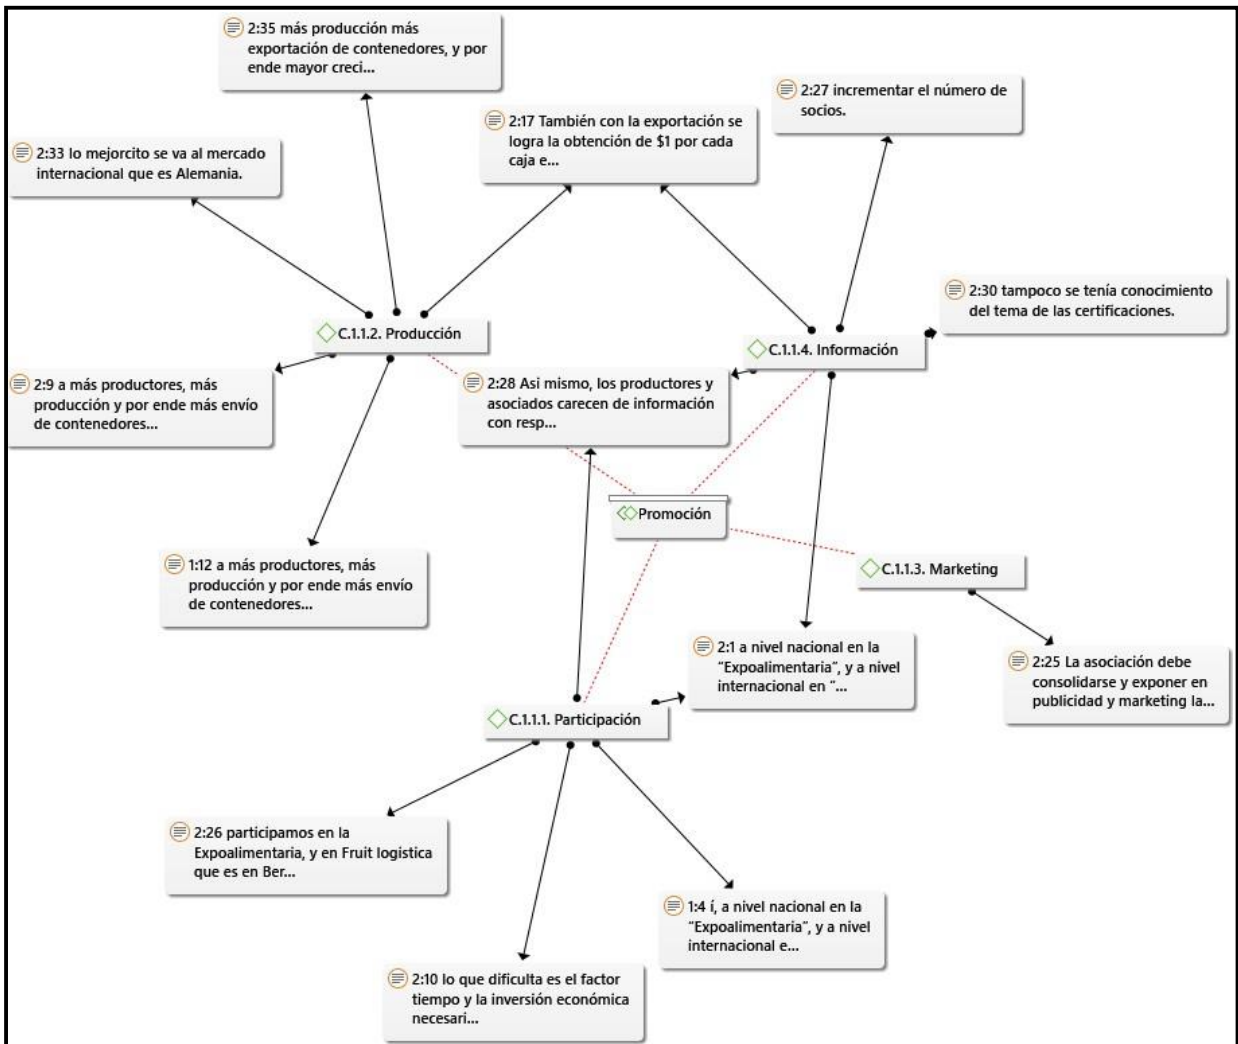 2:35 más producción más
exportación de contenedores, y por
ende mayor creci...
2:27 incrementar el número de
socios.
2:17 También con la exportación se
logra la obtención de $1 por cada
caja e...
2:33 lo mejorcito se va al mercado
internacional que es Alemania.
2:30 tampoco se tenía conocimiento
del tema de las certificaciones.
C.1.1.2. Producción
C.1.1.4. Información
2:9 a más productores, más
producción y por ende más envío
de contenedores...
2:28 Asi mismo, los productores y
asociados carecen de información
con resp...
Promoción
1:12 a más productores, más
producción y por ende más envío
de contenedores...
C.1.1.3. Marketing
2:1 a nivel nacional en la
"Expoalimentaria", y a nivel
internacional en "...
2:25 La asociación debe
consolidarse y exponer en
publicidad y marketing la...
C.1.1.1. Participación
2:26 participamos en la
Expoalimentaria, y en Fruit logistica
que es en Ber...
1:4 í, a nivel nacional en la
"Expoalimentaria", y a nivel
internacional e...
2:10 lo que dificulta es el factor
tiempo y la inversión económica
necesari...